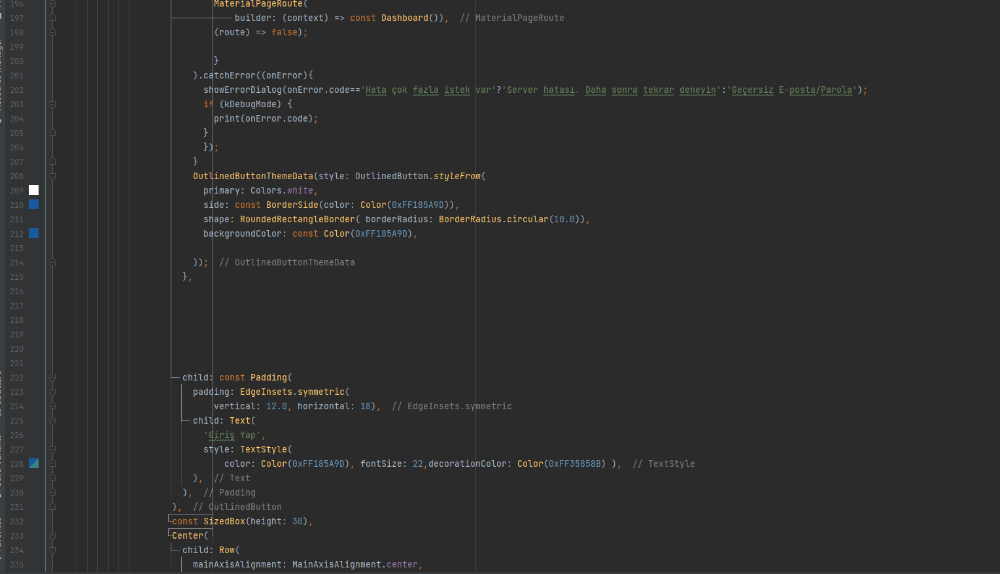 196 MaterialPageRoute(
197 builder: (context) => const Dashboard()), // MaterialPageRoute
198 (route) => false);
199
200 }
201 ).catchError((onError){
202 showErrorDialog(onError.code=='Hata çok fazla istek var'?'Server hatası. Daha sonra tekrar deneyin':'Geçersiz E-posta/Parola');
203 if (kDebugMode) {
204 print(onError.code);
205 }
206 });
207 }
208 OutlinedButtonThemeData(style: OutlinedButton.styleFrom(
209 primary: Colors.white,
210 side: const BorderSide(color: Color(0xFF185A9D)),
211 shape: RoundedRectangleBorder( borderRadius: BorderRadius.circular(10.0)),
212 backgroundColor: const Color(0xFF185A9D),
213
214 )); // OutlinedButtonThemeData
215 },
216
217
218
219
220
221
222 child: const Padding(
223 padding: EdgeInsets.symmetric(
224 vertical: 12.0, horizontal: 18), // EdgeInsets.symmetric
225 child: Text(
226 'Giriş Yap',
227 style: TextStyle(
228 color: Color(0xFF185A9D), fontSize: 22,decorationColor: Color(0xFF35858B) ), // TextStyle
229 ), // Text
230 ), // Padding
231 ), // OutlinedButton
232 const SizedBox(height: 30),
233 Center(
234 child: Row(
235 mainAxisAlignment: MainAxisAlignment.center,